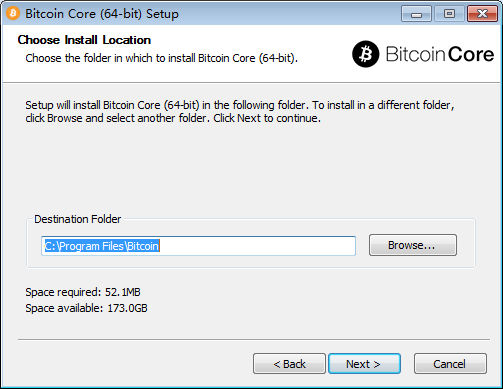 Bitcoin Core (64-bit) Setup
Choose Install Location
Choose the folder in which to install Bitcoin Core (64-bit).
Bitcoin Core
Setup will install Bitcoin Core (64-bit) in the following folder. To install in a different folder,
click Browse and select another folder. Click Next to continue.
Destination Folder
C:\Program Files\Bitcoin
Browse...
Space required: 52.1MB
Space available: 173.0GB
< Back
Next >
Cancel